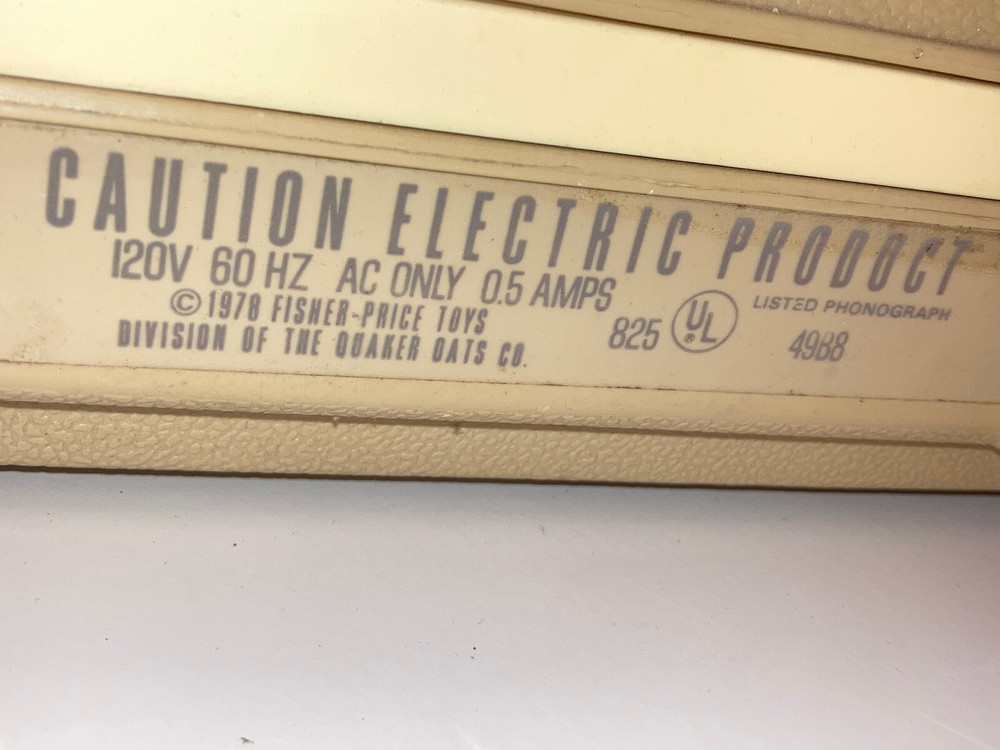 CAUTION ELECTRIC PRODUCT
120V 60 HZ AC ONLY 0.5 AMPS
© 1978 FISHER-PRICE TOYS
DIVISION OF THE QUAKER OATS CO.
825 UL ® LISTED PHONOGRAPH
49B8